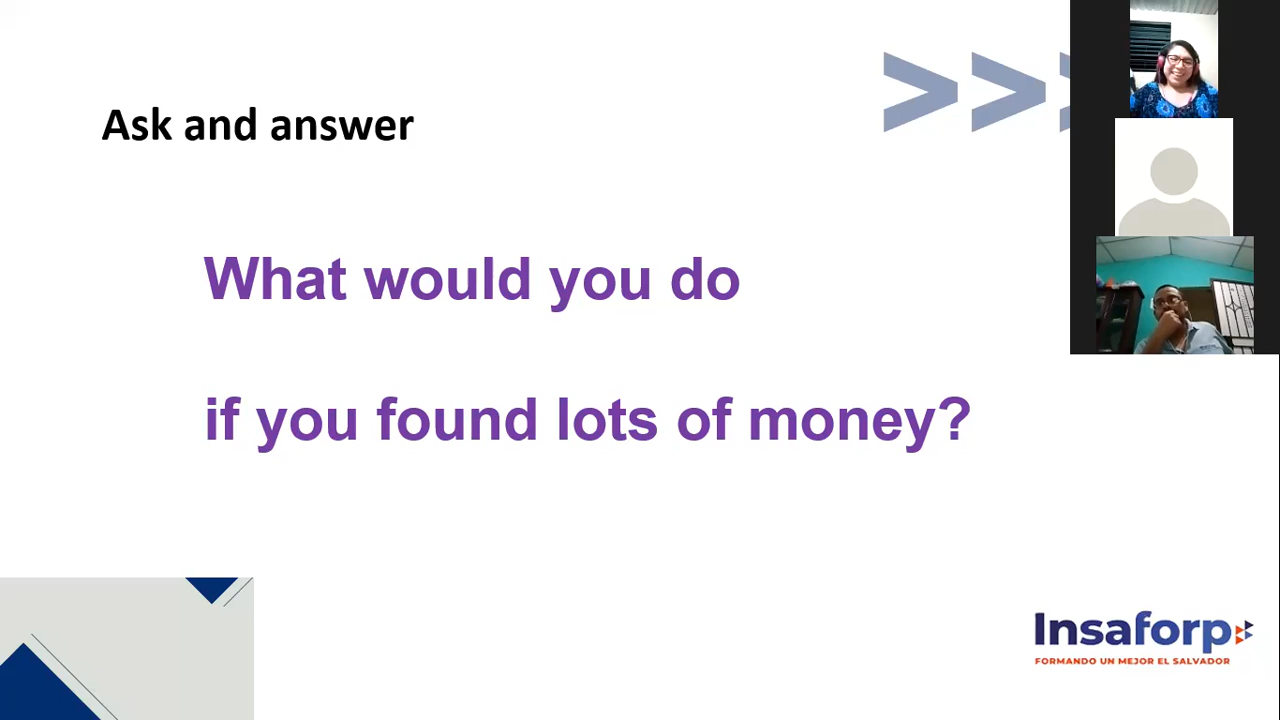 Ask and answer
What would you do
if you found lots of money?
Insaforp
FORMANDO UN MEJOR EL SALVADOR